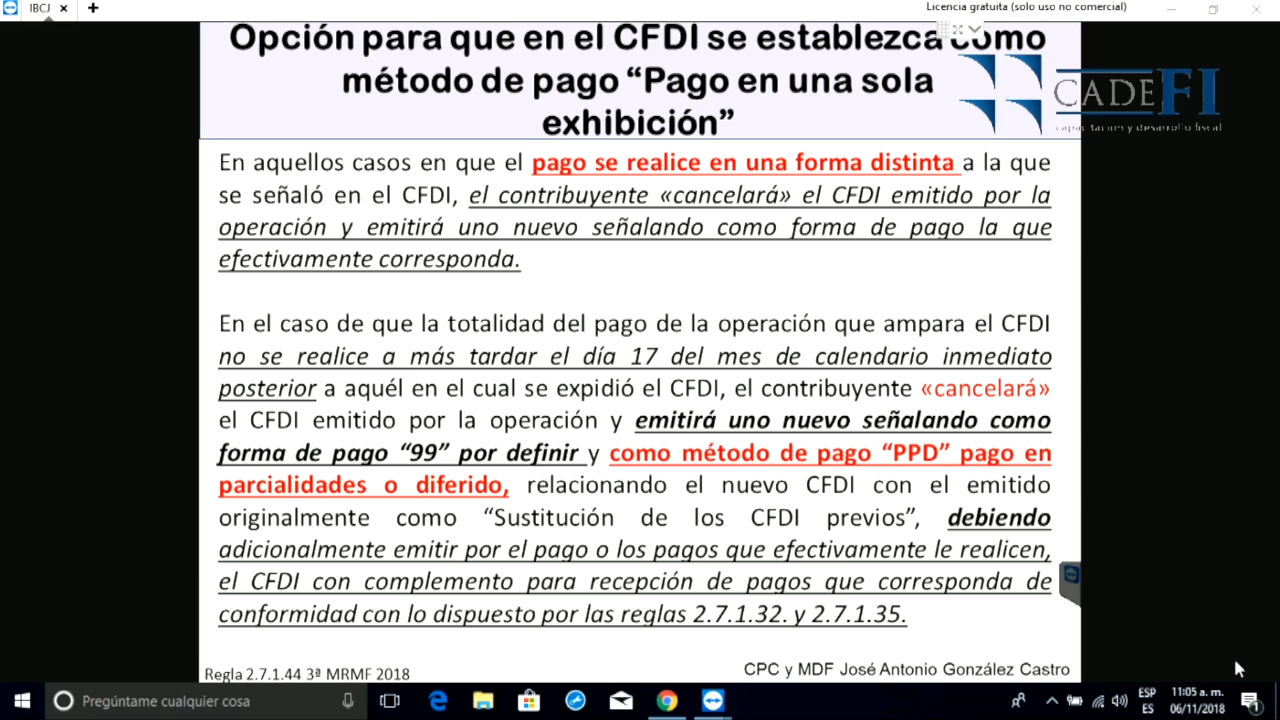 IBCJ
Licencia gratuita (solo uso no comercial)
Opción para que en el CFDI se establezca como
método de pago “Pago en una sola
exhibición”
CADEFI
capacitación y desarrollo fiscal
En aquellos casos en que el pago se realice en una forma distinta a la que
se señaló en el CFDI, el contribuyente «cancelará» el CFDI emitido por la
operación y emitirá uno nuevo señalando como forma de pago la que
efectivamente corresponda.
En el caso de que la totalidad del pago de la operación que ampara el CFDI
no se realice a más tardar el día 17 del mes de calendario inmediato
posterior a aquél en el cual se expidió el CFDI, el contribuyente «cancelará»
el CFDI emitido por la operación y emitirá uno nuevo señalando como
forma de pago “99” por definir y como método de pago “PPD” pago en
parcialidades o diferido, relacionando el nuevo CFDI con el emitido
originalmente como “Sustitución de los CFDI previos”, debiendo
adicionalmente emitir por el pago o los pagos que efectivamente le realicen,
el CFDI con complemento para recepción de pagos que corresponda de
conformidad con lo dispuesto por las reglas 2.7.1.32. y 2.7.1.35.
Regla 2.7.1.44 3ª MRMF 2018
CPC y MDF José Antonio González Castro
Pregúntame cualquier cosa
ESP
ES
11:05 a. m.
06/11/2018
1